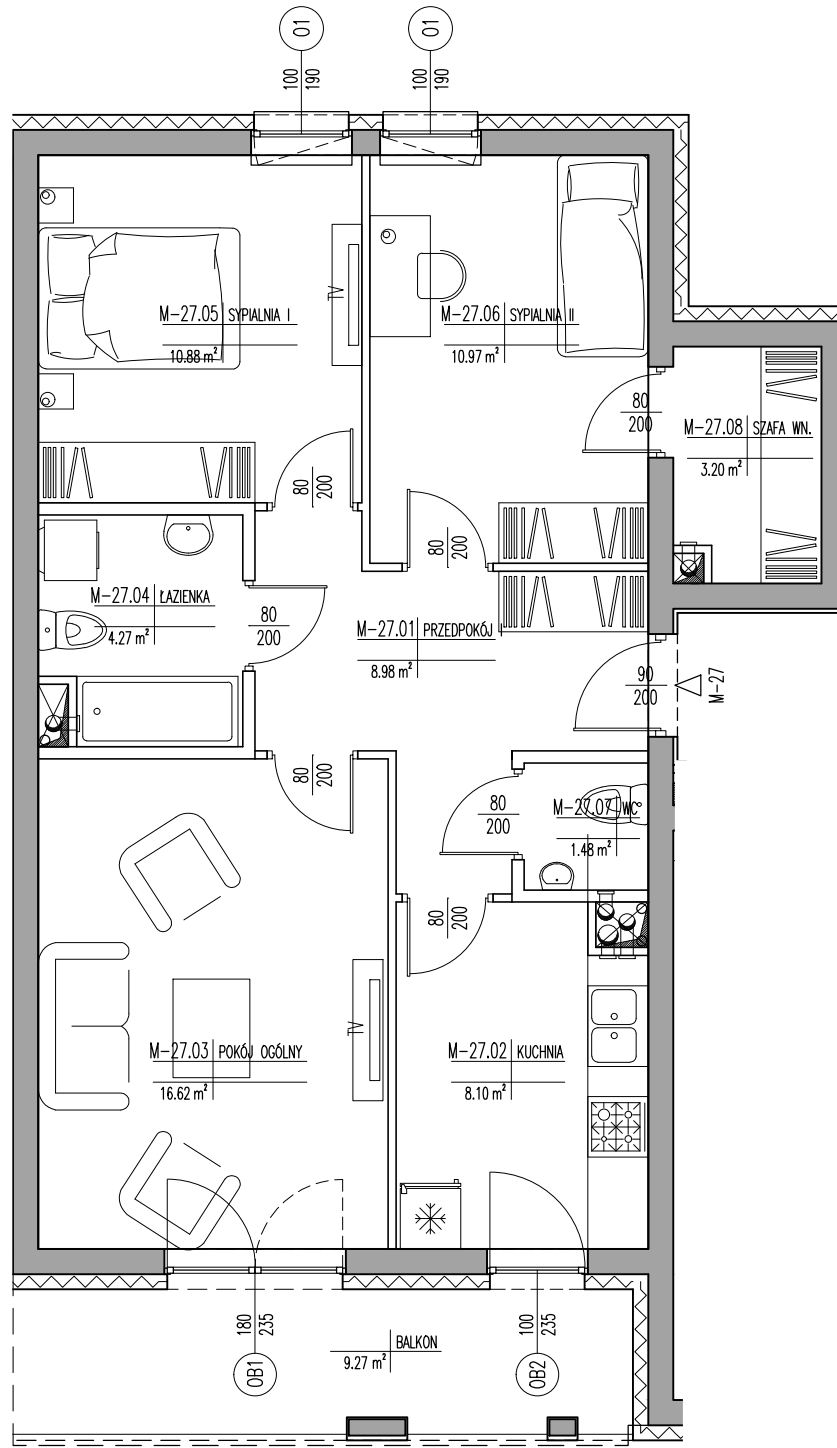 01
01
100
190
100
190
TV
M-27.05 SYPIALNIA I
10.88 m²
M-27.06 SYPIALNIA II
10.97 m²
80
200
M-27.08 SZAFA WN.
3.20 m²
80
200
80
200
M-27.04 ŁAZIENKA
4.27 m²
80
200
M-27.01 PRZEDPOKÓJ I
8.98 m²
90
200
M-27
80
200
80
200
M-27.07 WC
1.48 m²
80
200
TV
M-27.03 POKÓJ OGÓLNY
16.62 m²
M-27.02 KUCHNIA
8.10 m²
180
235
100
235
BALKON
9.27 m²
OB1
OB2